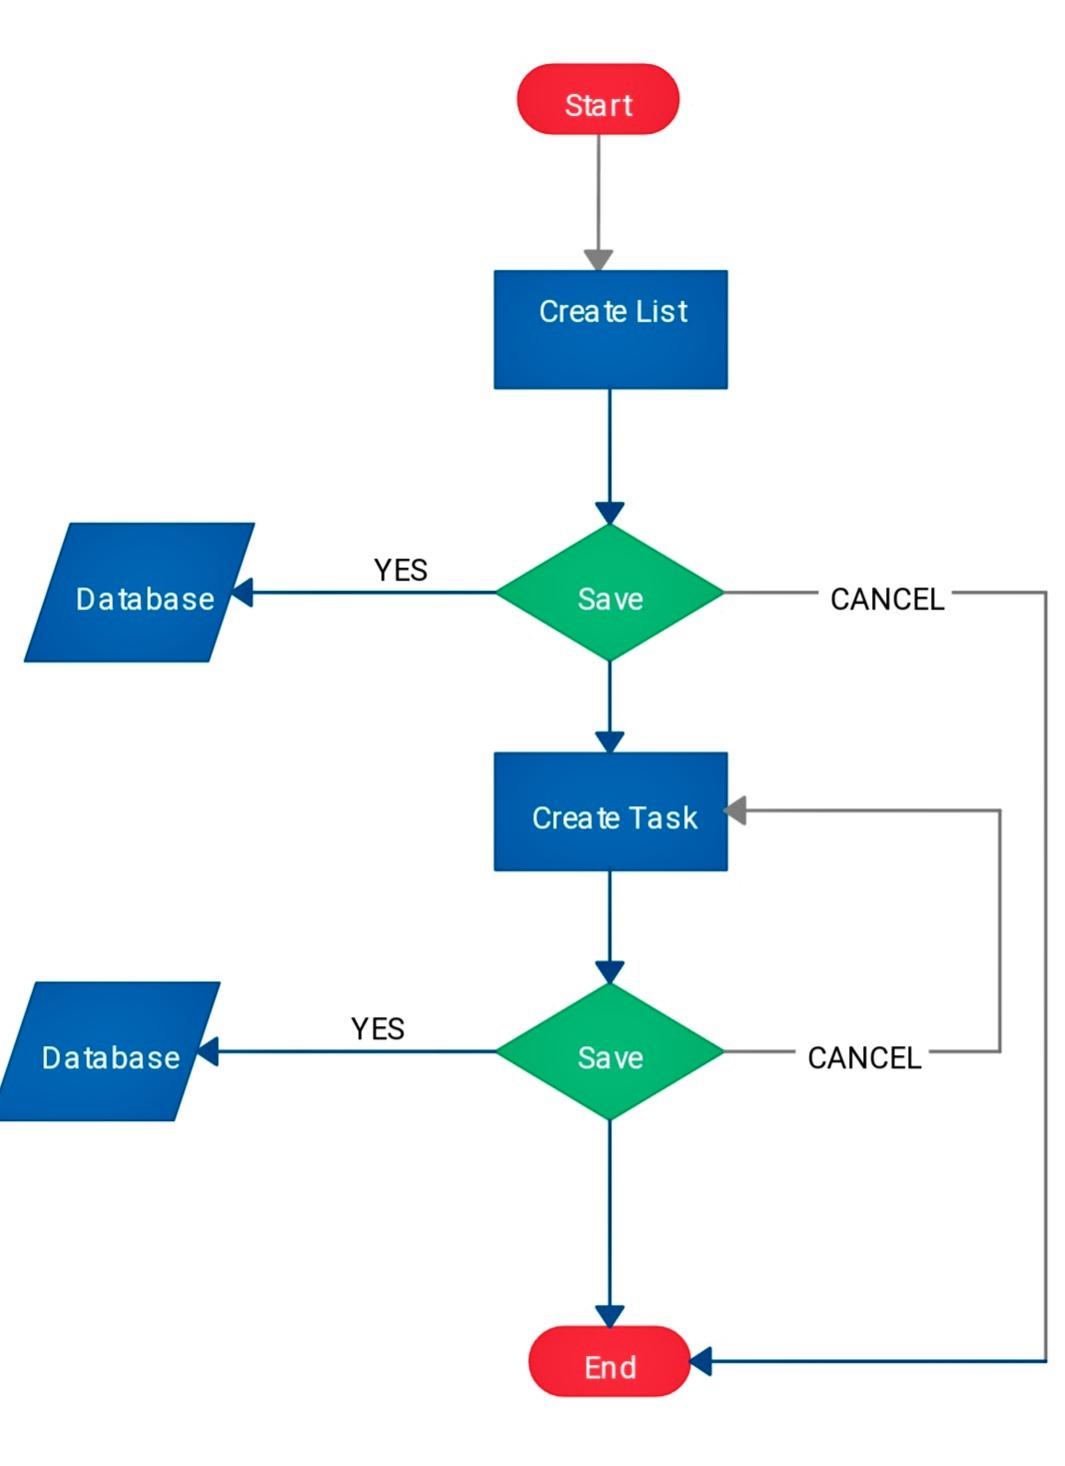 Start
Create List
YES
Database
Save
CANCEL
Create Task
YES
Database
Save
CANCEL
End